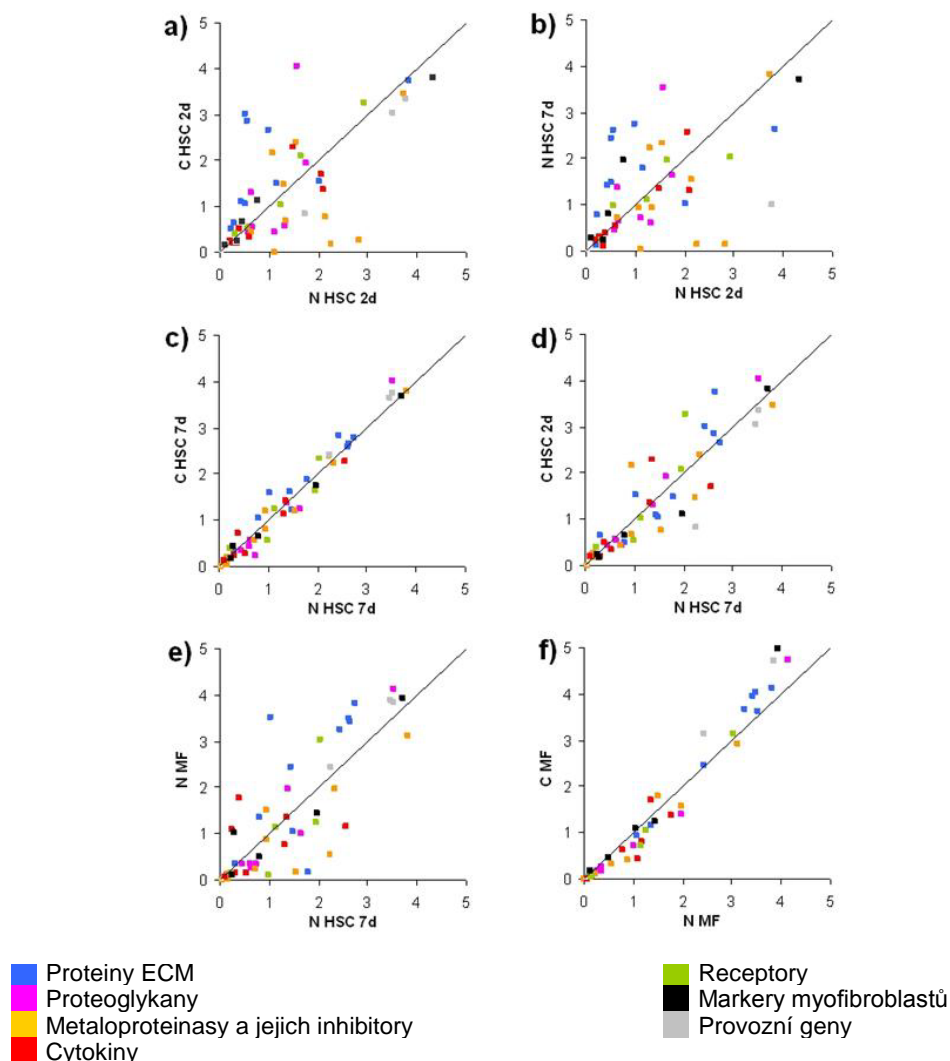 a)
5
4
3
2
1
0
C HSC 2d
0 1 2 3 4 5
N HSC 2d
b)
5
4
3
2
1
0
N HSC 7d
0 1 2 3 4 5
N HSC 2d
c)
5
4
3
2
1
0
C HSC 7d
0 1 2 3 4 5
N HSC 7d
d)
5
4
3
2
1
0
C HSC 2d
0 1 2 3 4 5
N HSC 7d
e)
5
4
3
2
1
0
N MF
0 1 2 3 4 5
N HSC 7d
f)
5
4
3
2
1
0
C MF
0 1 2 3 4 5
N MF
Proteiny ECM
Proteoglykany
Metaloproteinasy a jejich inhibitory
Cytokiny
Receptory
Markery myofibroblastů
Provozní geny